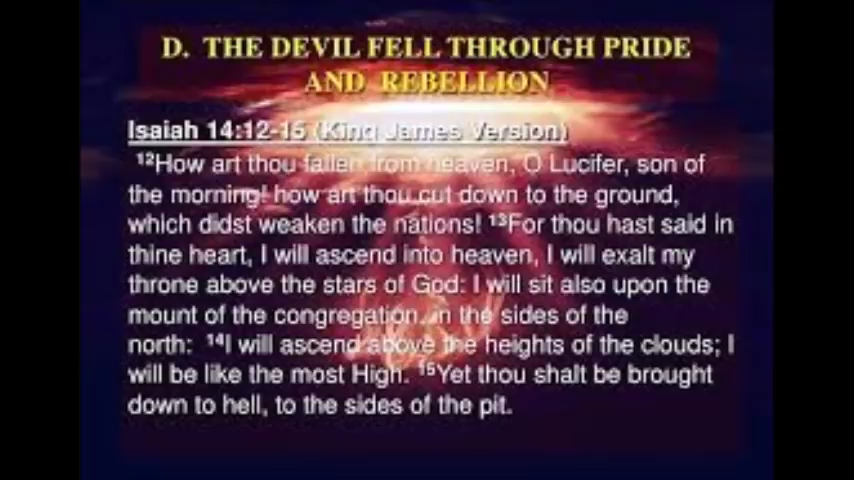 D. THE DEVIL FELL THROUGH PRIDE
AND REBELLION
Isaiah 14:12-15 (King James Version)
¹²How art thou fallen from heaven, O Lucifer, son of
the morning! how art thou cut down to the ground,
which didst weaken the nations! ¹³For thou hast said in
thine heart, I will ascend into heaven, I will exalt my
throne above the stars of God: I will sit also upon the
mount of the congregation, in the sides of the
north: ¹⁴I will ascend above the heights of the clouds; I
will be like the most High. ¹⁵Yet thou shalt be brought
down to hell, to the sides of the pit.